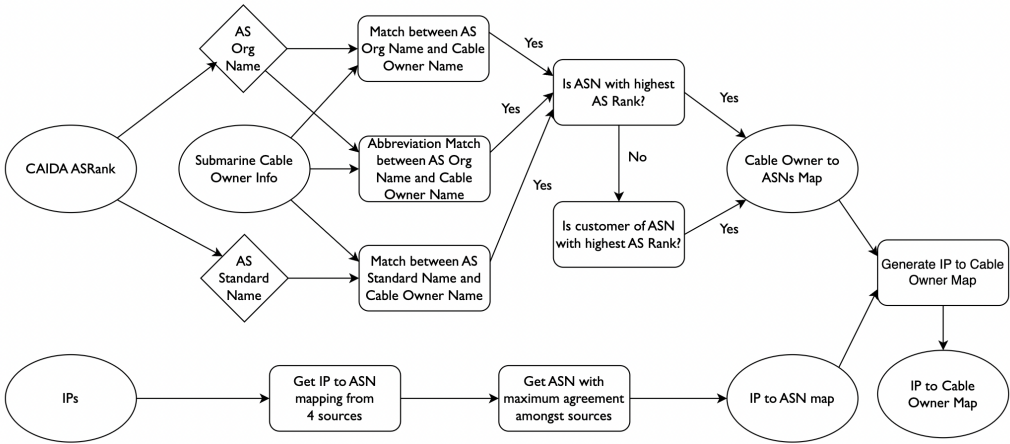 AS
Org
Name
Match between AS
Org Name and Cable
Owner Name
Yes
Is ASN with highest
AS Rank?
Yes
Yes
CAIDA ASRank
Submarine Cable
Owner Info
Abbreviation Match
between AS Org
Name and Cable
Owner Name
No
Cable Owner to
ASNs Map
Yes
Is customer of ASN
with highest AS Rank?
Yes
AS
Standard
Name
Match between AS
Standard Name and
Cable Owner Name
Generate IP to Cable
Owner Map
IPs
Get IP to ASN
mapping from
4 sources
Get ASN with
maximum agreement
amongst sources
IP to ASN map
IP to Cable
Owner Map